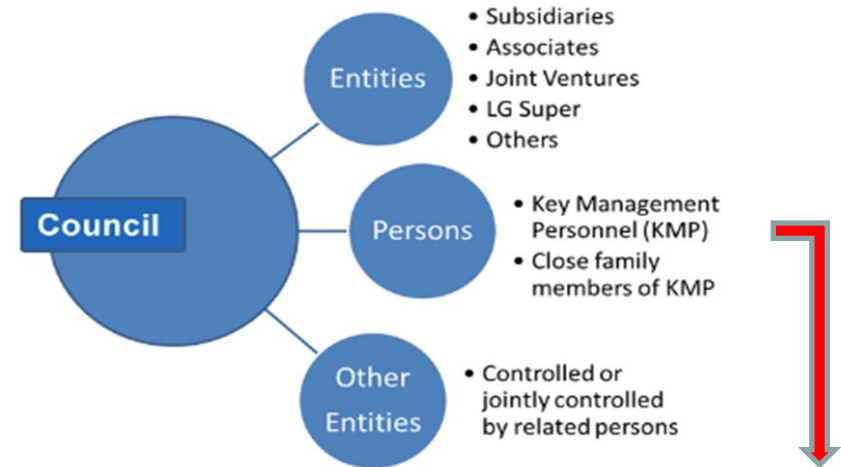 • Subsidiaries
• Associates
Entities
• Joint Ventures
• LG Super
• Others
Council
Persons
• Key Management
Personnel (KMP)
• Close family
members of KMP
Other
Entities
• Controlled or
jointly controlled
by related persons